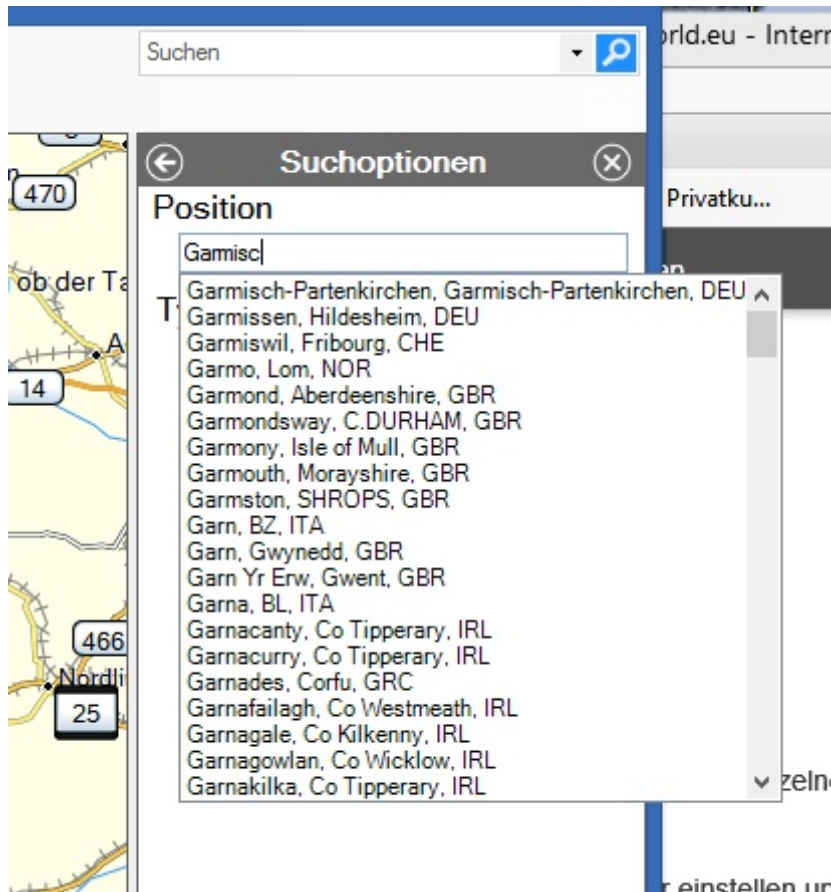 Suchen
orld.eu - Intern
470
Suchoptionen
Position
Privatku...
Garmisc
en
ob der Ta
Garmisch-Partenkirchen, Garmisch-Partenkirchen, DEU
Garmissen, Hildesheim, DEU
Garmiswil, Fribourg, CHE
Garmo, Lom, NOR
14
Garmond, Aberdeenshire, GBR
Garmondsway, C.DURHAM, GBR
Garmony, Isle of Mull, GBR
Garmouth, Morayshire, GBR
Garmston, SHROPS, GBR
Garn, BZ, ITA
Garn, Gwynedd, GBR
Garn Yr Erw, Gwent, GBR
Garna, BL, ITA
466
Garnacanty, Co Tipperary, IRL
Garnacurry, Co Tipperary, IRL
Nordli
Garnades, Corfu, GRC
25
Garnafailagh, Co Westmeath, IRL
Garnagale, Co Kilkenny, IRL
Garnagowlan, Co Wicklow, IRL
Garnakilka, Co Tipperary, IRL
zeln
r einstellen un